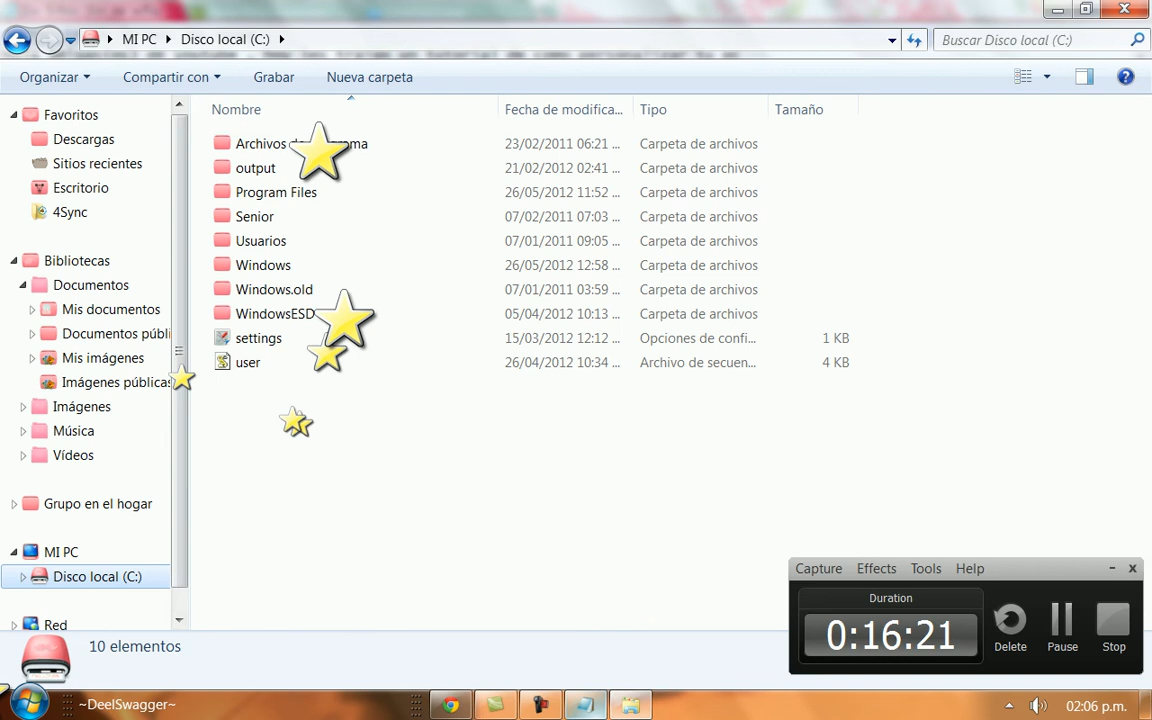 MI PC Disco local (C:)
Buscar Disco local (C:)
Organizar Compartir con Grabar Nueva carpeta
Nombre Fecha de modifica... Tipo Tamaño
Favoritos
Descargas
Sitios recientes
Escritorio
4Sync
Bibliotecas
Documentos
Mis documentos
Documentos públi
Mis imágenes
Imágenes públicas
Imágenes
Música
Vídeos
Grupo en el hogar
MI PC
Disco local (C:)
Red
Archivos 23/02/2011 06:21 ... Carpeta de archivos
output 21/02/2012 02:41 ... Carpeta de archivos
Program Files 26/05/2012 11:52 ... Carpeta de archivos
Senior 07/02/2011 07:03 ... Carpeta de archivos
Usuarios 07/01/2011 09:05 ... Carpeta de archivos
Windows 26/05/2012 12:58 ... Carpeta de archivos
Windows.old 07/01/2011 03:59 ... Carpeta de archivos
WindowsESD 05/04/2012 10:13 ... Carpeta de archivos
settings 15/03/2012 12:12 ... Opciones de confi... 1 KB
user 26/04/2012 10:34 ... Archivo de secuen... 4 KB
Capture Effects Tools Help
Duration
0:16:21
Delete Pause Stop
10 elementos
~DeelSwagger~
02:06 p.m.